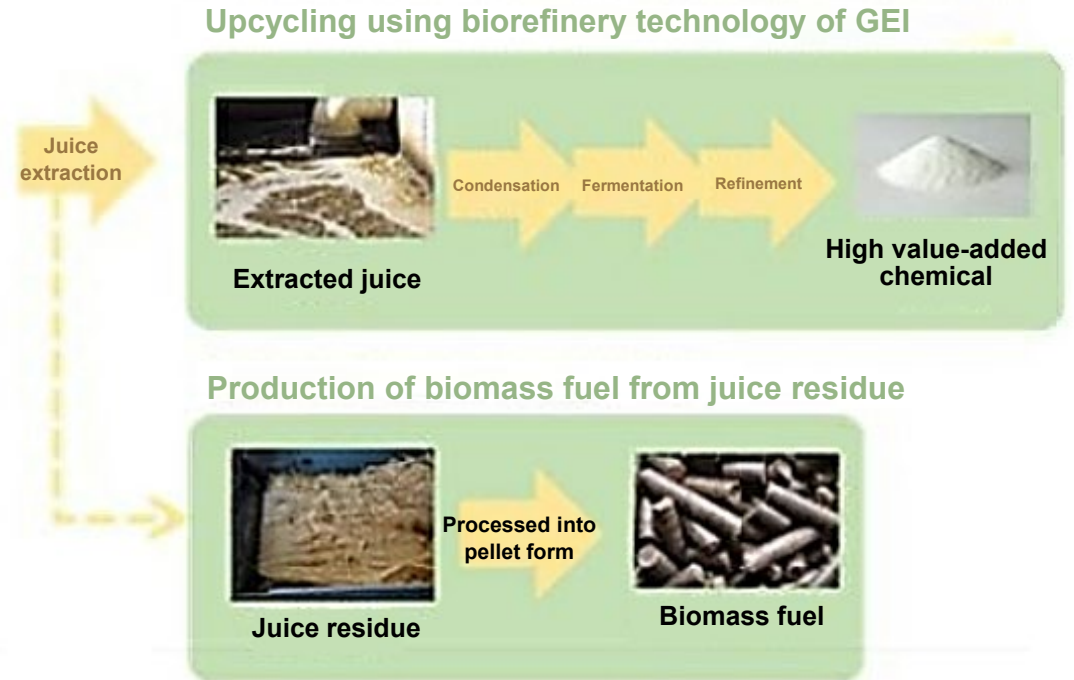 Upcycling using biorefinery technology of GEI
Juice
extraction
Condensation
Fermentation
Refinement
Extracted juice
High value-added
chemical
Production of biomass fuel from juice residue
Processed into
pellet form
Juice residue
Biomass fuel